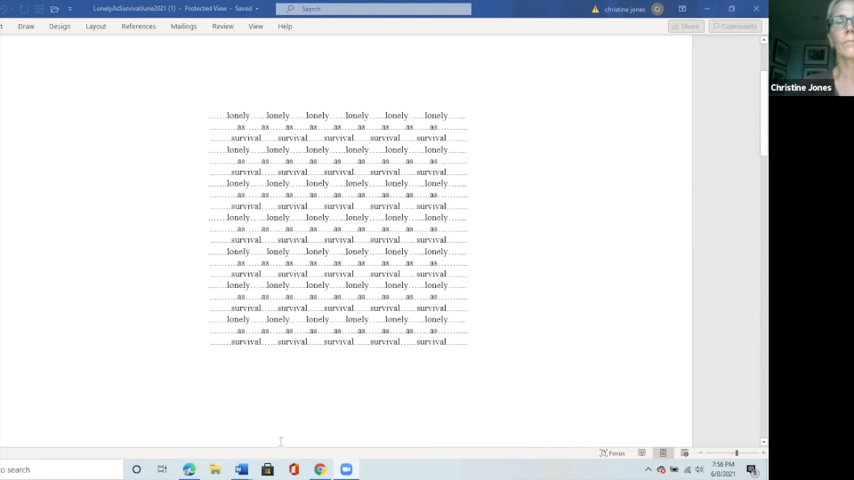 LonelyAsSurvivalJune2021 (1) - Protected View - Saved
Search
christine jones
Draw Design Layout References Mailings Review View Help
Share Comments
Christine Jones
........lonely.......lonely.......lonely.......lonely.......lonely.......lonely.......
...........as.......as.......as.......as.......as.......as.......as.......as...........
.........survival.......survival.......survival.......survival.......survival.........
........lonely.......lonely.......lonely.......lonely.......lonely.......lonely.......
...........as.......as.......as.......as.......as.......as.......as.......as...........
.........survival.......survival.......survival.......survival.......survival.........
........lonely.......lonely.......lonely.......lonely.......lonely.......lonely.......
...........as.......as.......as.......as.......as.......as.......as.......as...........
.........survival.......survival.......survival.......survival.......survival.........
........lonely.......lonely.......lonely.......lonely.......lonely.......lonely.......
...........as.......as.......as.......as.......as.......as.......as.......as...........
.........survival.......survival.......survival.......survival.......survival.........
........lonely.......lonely.......lonely.......lonely.......lonely.......lonely.......
...........as.......as.......as.......as.......as.......as.......as.......as...........
.........survival.......survival.......survival.......survival.......survival.........
........lonely.......lonely.......lonely.......lonely.......lonely.......lonely.......
...........as.......as.......as.......as.......as.......as.......as.......as...........
.........survival.......survival.......survival.......survival.......survival.........
........lonely.......lonely.......lonely.......lonely.......lonely.......lonely.......
...........as.......as.......as.......as.......as.......as.......as.......as...........
.........survival.......survival.......survival.......survival.......survival.........
Focus
to search
7:56 PM
6/8/2021